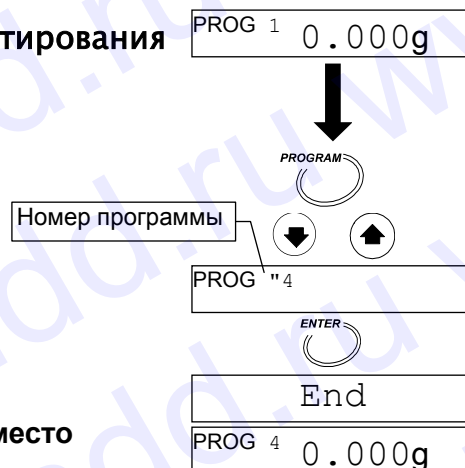 тирования
PROG 1 0.000g
PROGRAM
Номер программы
PROG "4
ENTER
End
место
PROG 4 0.000g